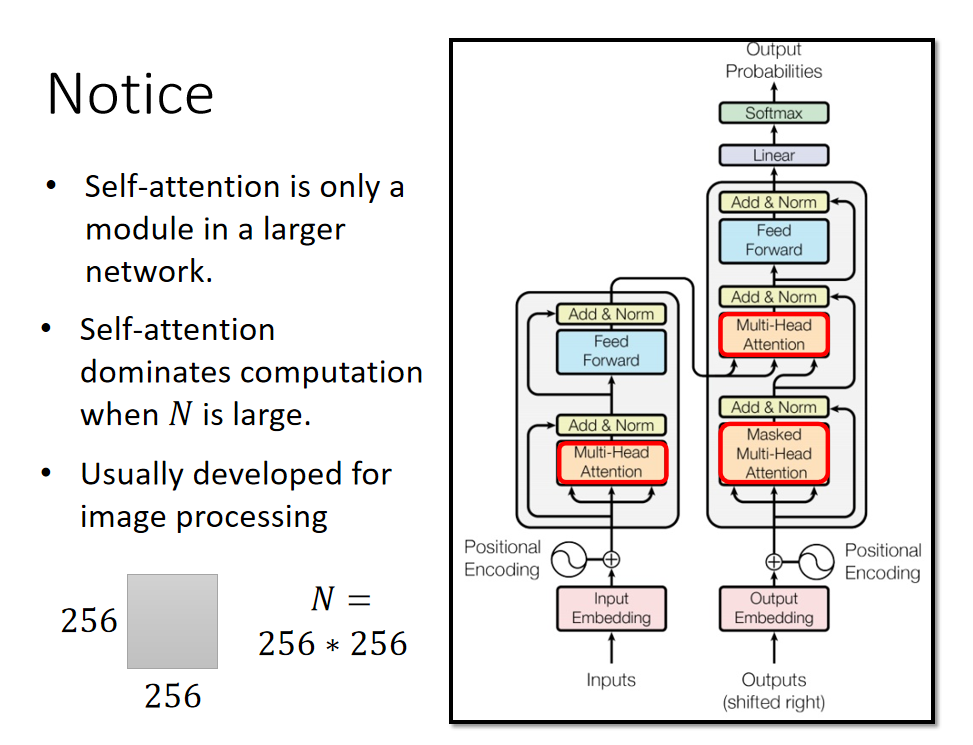 Notice
• Self-attention is only a
module in a larger
network.
• Self-attention
dominates computation
when N is large.
• Usually developed for
image processing
256
256
N =
256 ∗ 256
Output
Probabilities
Softmax
Linear
Add & Norm
Feed
Forward
Add & Norm
Multi-Head
Attention
Add & Norm
Masked
Multi-Head
Attention
Add & Norm
Feed
Forward
Add & Norm
Multi-Head
Attention
Positional
Encoding
Positional
Encoding
Input
Embedding
Output
Embedding
Inputs
Outputs
(shifted right)